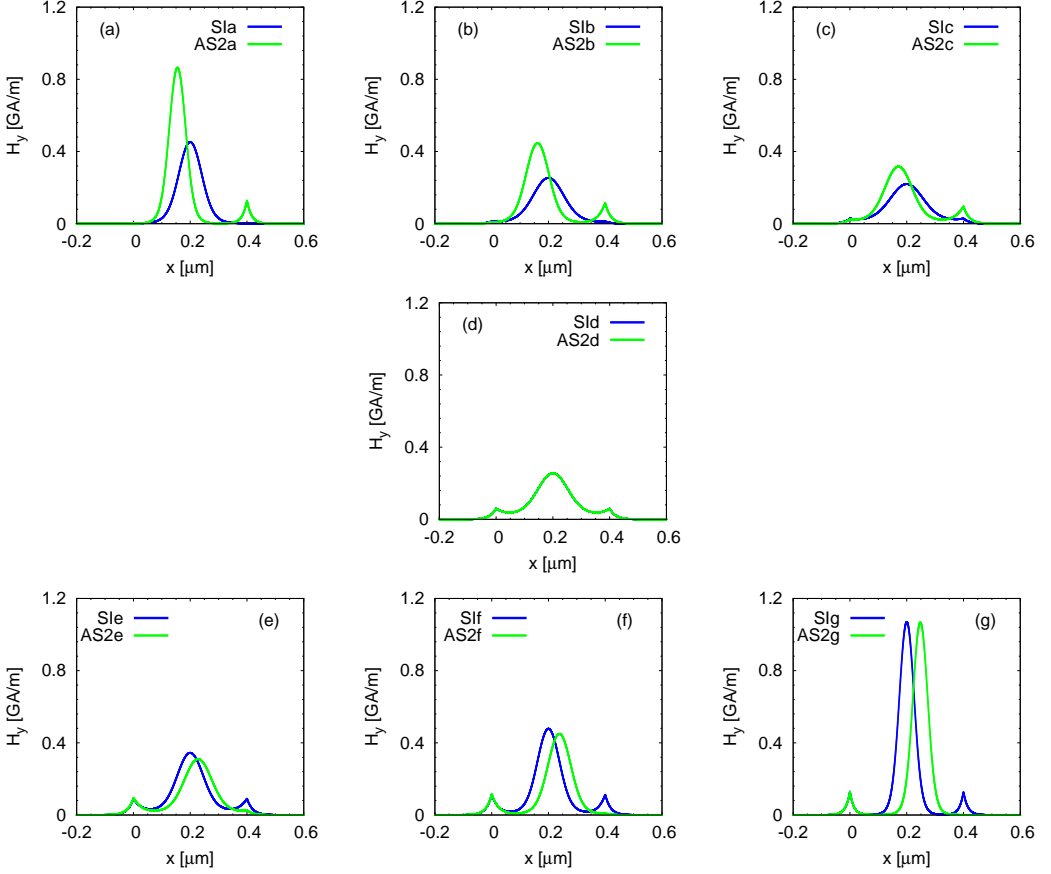 (a) SIa
AS2a
H_y [GA/m]
1.2
0.8
0.4
0
-0.2 0 0.2 0.4 0.6
x [μm]
(b) SIb
AS2b
H_y [GA/m]
1.2
0.8
0.4
0
-0.2 0 0.2 0.4 0.6
x [μm]
(c) SIc
AS2c
H_y [GA/m]
1.2
0.8
0.4
0
-0.2 0 0.2 0.4 0.6
x [μm]
(d) SId
AS2d
H_y [GA/m]
1.2
0.8
0.4
0
-0.2 0 0.2 0.4 0.6
x [μm]
SIe (e)
AS2e
H_y [GA/m]
1.2
0.8
0.4
0
-0.2 0 0.2 0.4 0.6
x [μm]
SIf (f)
AS2f
H_y [GA/m]
1.2
0.8
0.4
0
-0.2 0 0.2 0.4 0.6
x [μm]
SIg (g)
AS2g
H_y [GA/m]
1.2
0.8
0.4
0
-0.2 0 0.2 0.4 0.6
x [μm]